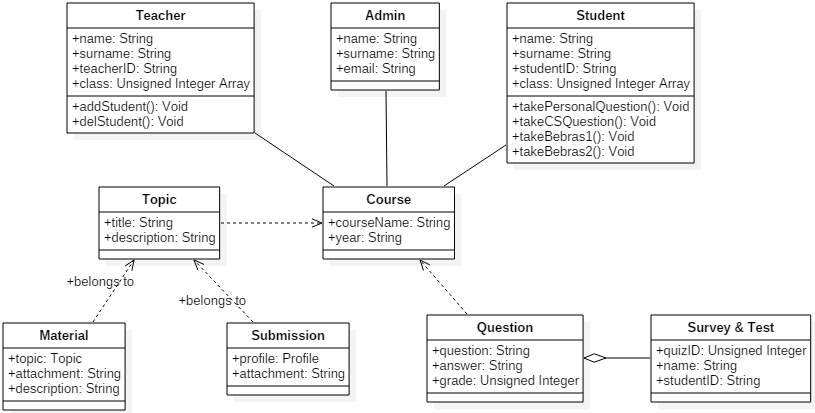 Teacher
+name: String
+surname: String
+teacherID: String
+class: Unsigned Integer Array
+addStudent(): Void
+delStudent(): Void
Admin
+name: String
+surname: String
+email: String
Student
+name: String
+surname: String
+studentID: String
+class: Unsigned Integer Array
+takePersonalQuestion(): Void
+takeCSQuestion(): Void
+takeBebras1(): Void
+takeBebras2(): Void
Topic
+title: String
+description: String
Course
+courseName: String
+year: String
+belongs to
+belongs to
Material
+topic: Topic
+attachment: String
+description: String
Submission
+profile: Profile
+attachment: String
Question
+question: String
+answer: String
+grade: Unsigned Integer
Survey & Test
+quizID: Unsigned Integer
+name: String
+studentID: String